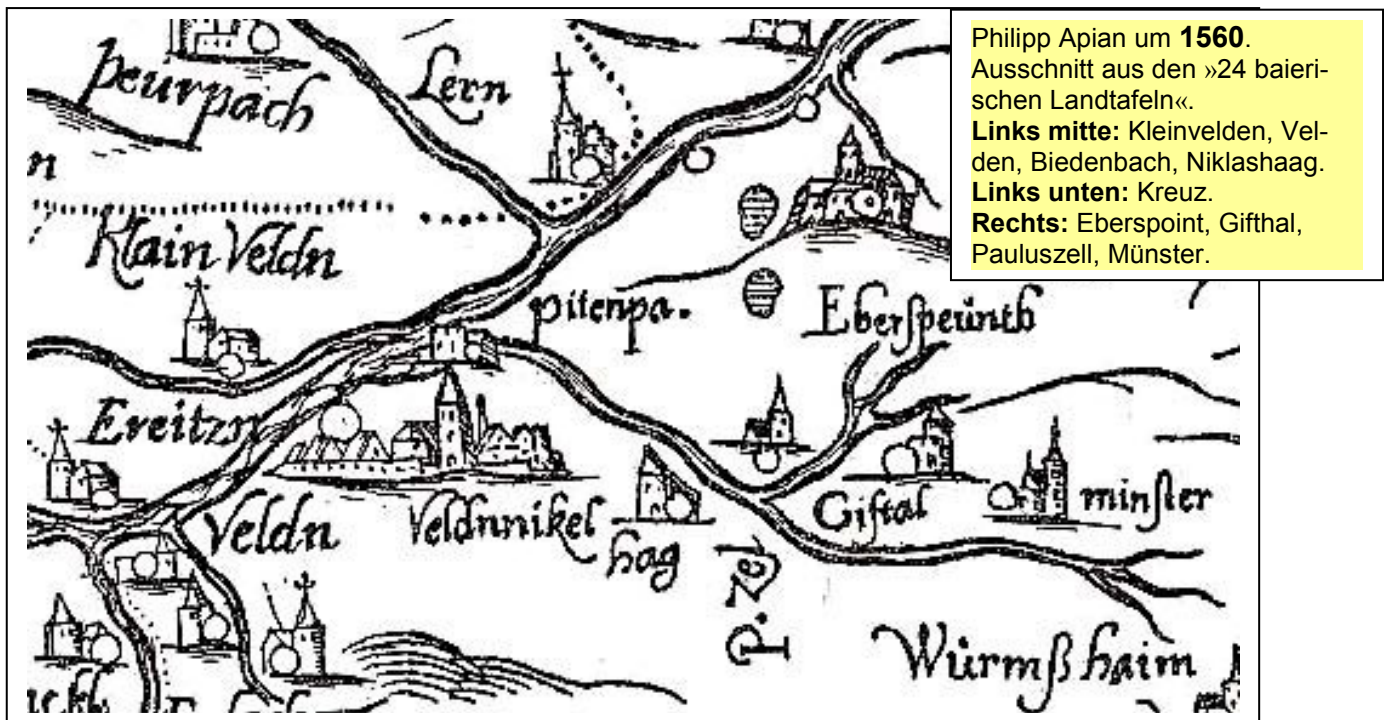 Philipp Apian um 1560.
Ausschnitt aus den »24 baieri-
schen Landtafeln«.
Links mitte: Kleinvelden, Vel-
den, Biedenbach, Niklashaag.
Links unten: Kreuz.
Rechts: Eberspoint, Gifthal,
Pauluszell, Münster.
peurpach
Lern
n
Klain Veldn
pitenpa.
Eberſpeünth
Ereitzn
Veldn
Veldnnikel
hag
Giftal
minſter
P. Zel
Würmßhaim